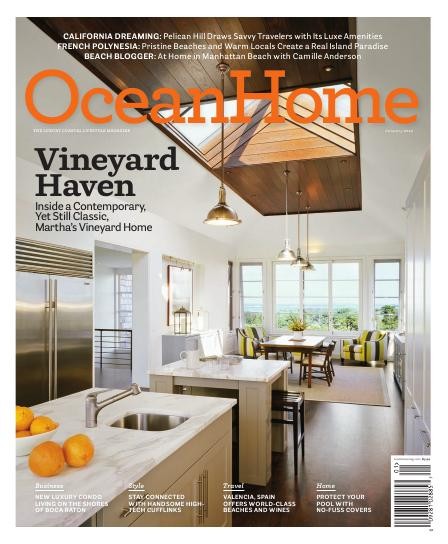 CALIFORNIA DREAMING: Pelican Hill Draws Savvy Travelers with Its Luxe Amenities
FRENCH POLYNESIA: Pristine Beaches and Warm Locals Create a Real Island Paradise
BEACH BLOGGER: At Home in Manhattan Beach with Camille Anderson
OceanHome
THE LUXURY COASTAL LIFESTYLE MAGAZINE
Vineyard
Haven
Inside a Contemporary,
Yet Still Classic,
Martha's Vineyard Home
Business
NEW LUXURY CONDO
LIVING ON THE SHORES
OF BOCA RATON
Style
STAY CONNECTED
WITH HANDSOME HIGH-
TECH CUFFLINKS
Travel
VALENCIA, SPAIN
OFFERS WORLD-CLASS
BEACHES AND WINES
Home
PROTECT YOUR
POOL WITH
NO-FUSS COVERS